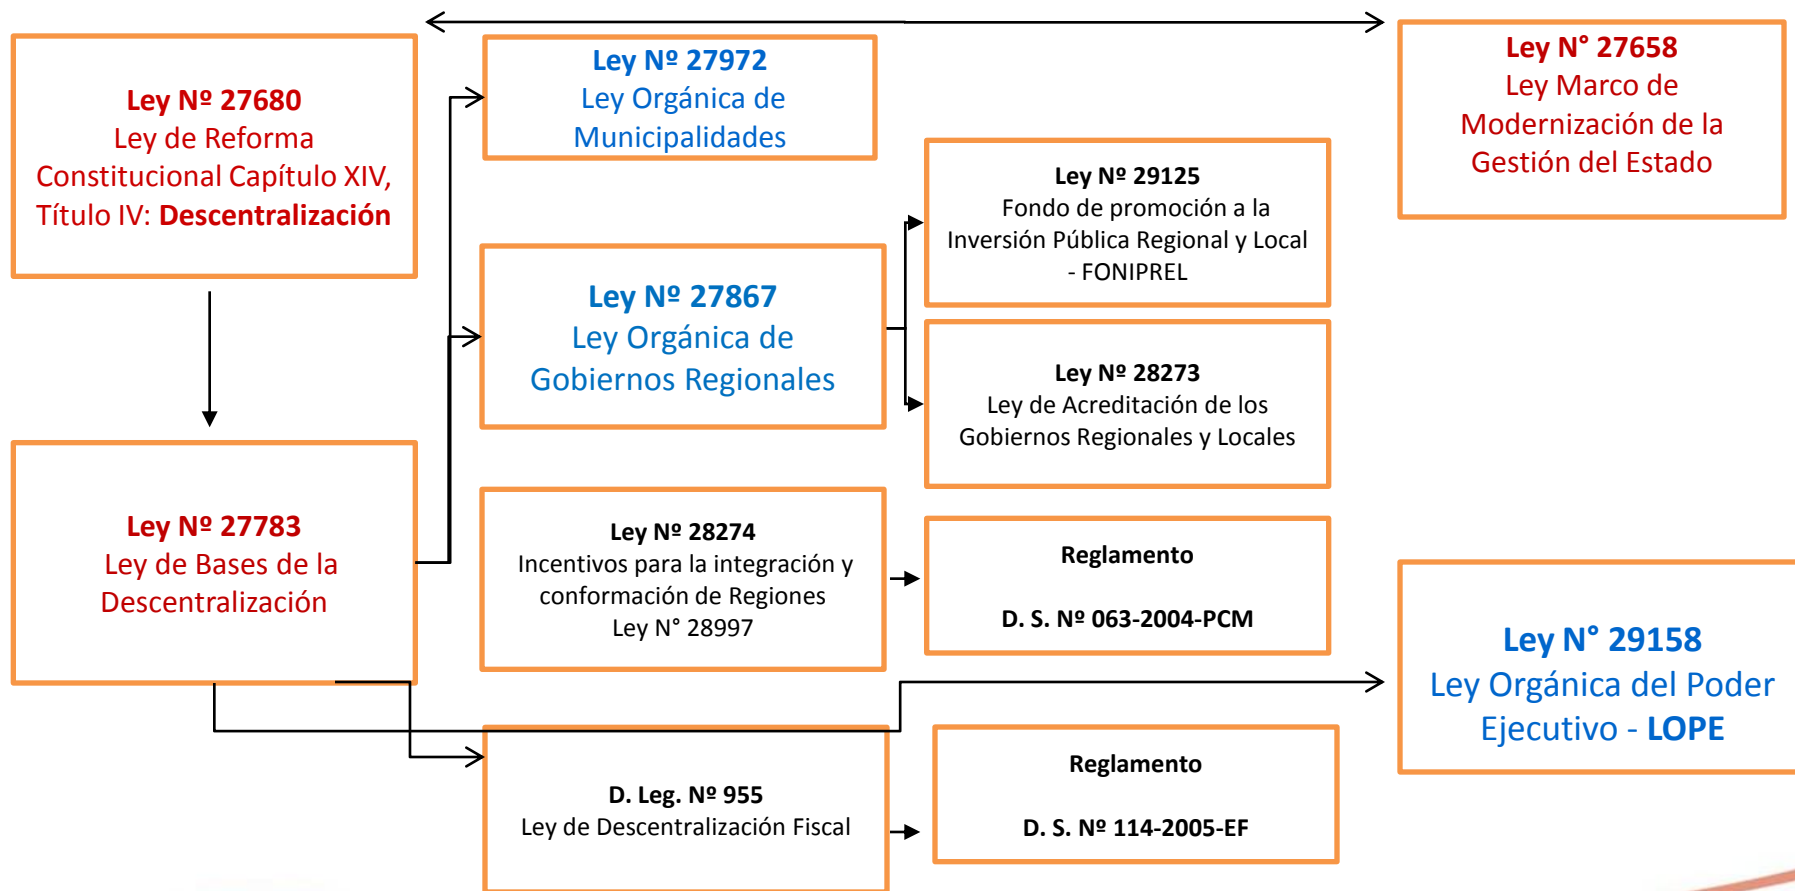 Ley Nº 27680
Ley de Reforma
Constitucional Capítulo XIV,
Título IV: Descentralización
Ley Nº 27783
Ley de Bases de la
Descentralización
Ley Nº 27972
Ley Orgánica de
Municipalidades
Ley Nº 27867
Ley Orgánica de
Gobiernos Regionales
Ley Nº 28274
Incentivos para la integración y
conformación de Regiones
Ley N° 28997
D. Leg. Nº 955
Ley de Descentralización Fiscal
Ley Nº 29125
Fondo de promoción a la
Inversión Pública Regional y Local
- FONIPREL
Ley Nº 28273
Ley de Acreditación de los
Gobiernos Regionales y Locales
Reglamento
D. S. Nº 063-2004-PCM
Reglamento
D. S. Nº 114-2005-EF
Ley N° 27658
Ley Marco de
Modernización de la
Gestión del Estado
Ley N° 29158
Ley Orgánica del Poder
Ejecutivo - LOPE